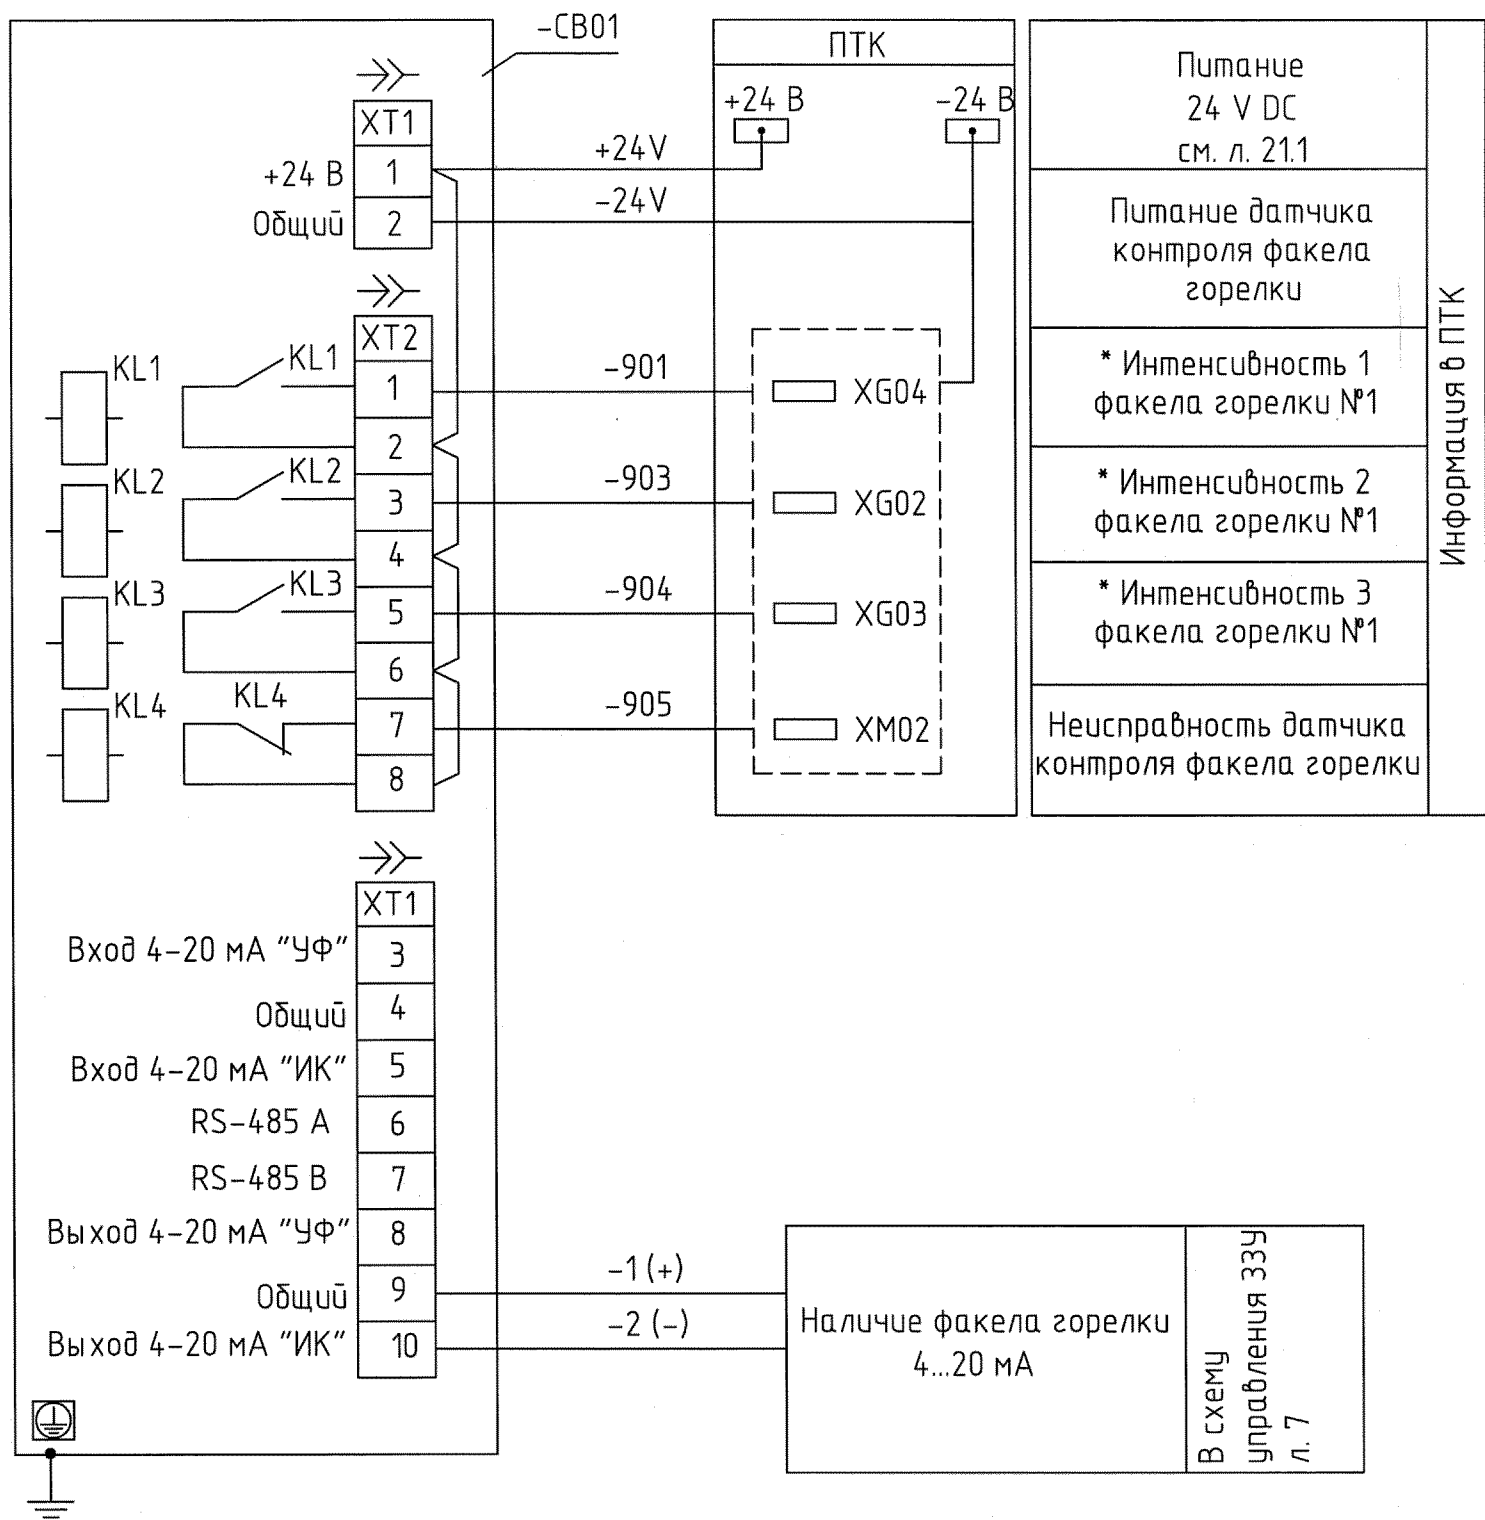 -СВ01
XT1
+24 В
1
Общий
2
XT2
KL1
KL1
1
2
KL2
KL2
3
4
KL3
KL3
5
6
KL4
KL4
7
8
XT1
Вход 4-20 мА "УФ"
3
Общий
4
Вход 4-20 мА "ИК"
5
RS-485 A
6
RS-485 B
7
Выход 4-20 мА "УФ"
8
Общий
9
Выход 4-20 мА "ИК"
10
+24V
-24V
-901
-903
-904
-905
-1 (+)
-2 (-)
ПТК
+24 В
-24 В
XG04
XG02
XG03
XM02
Питание
24 V DC
см. л. 21.1
Питание датчика
контроля факела
горелки
* Интенсивность 1
факела горелки №1
* Интенсивность 2
факела горелки №1
* Интенсивность 3
факела горелки №1
Неисправность датчика
контроля факела горелки
Информация в ПТК
Наличие факела горелки
4...20 мА
В схему
управления ЗЗУ
л. 7